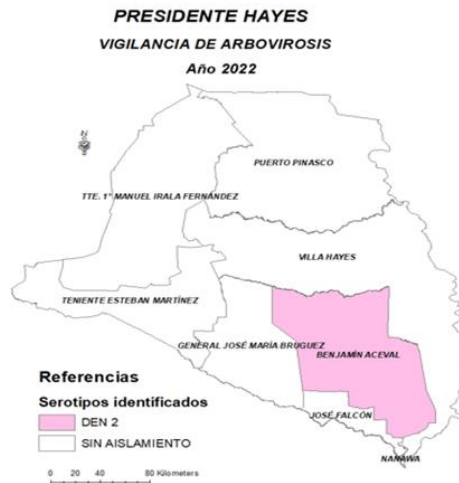 PRESIDENTE HAYES
VIGILANCIA DE ARBOVIROSIS
Año 2022
PUERTO PINASCO
TTE. 1° MANUEL IRALA FERNÁNDEZ
VILLA HAYES
TENIENTE ESTEBAN MARTÍNEZ
GENERAL JOSÉ MARÍA BRUGUEZ
BENJAMÍN ACEVAL
JOSÉ FALCÓN
NANAWA
Referencias
Serotipos identificados
DEN 2
SIN AISLAMIENTO
0 20 40 80 Kilometers